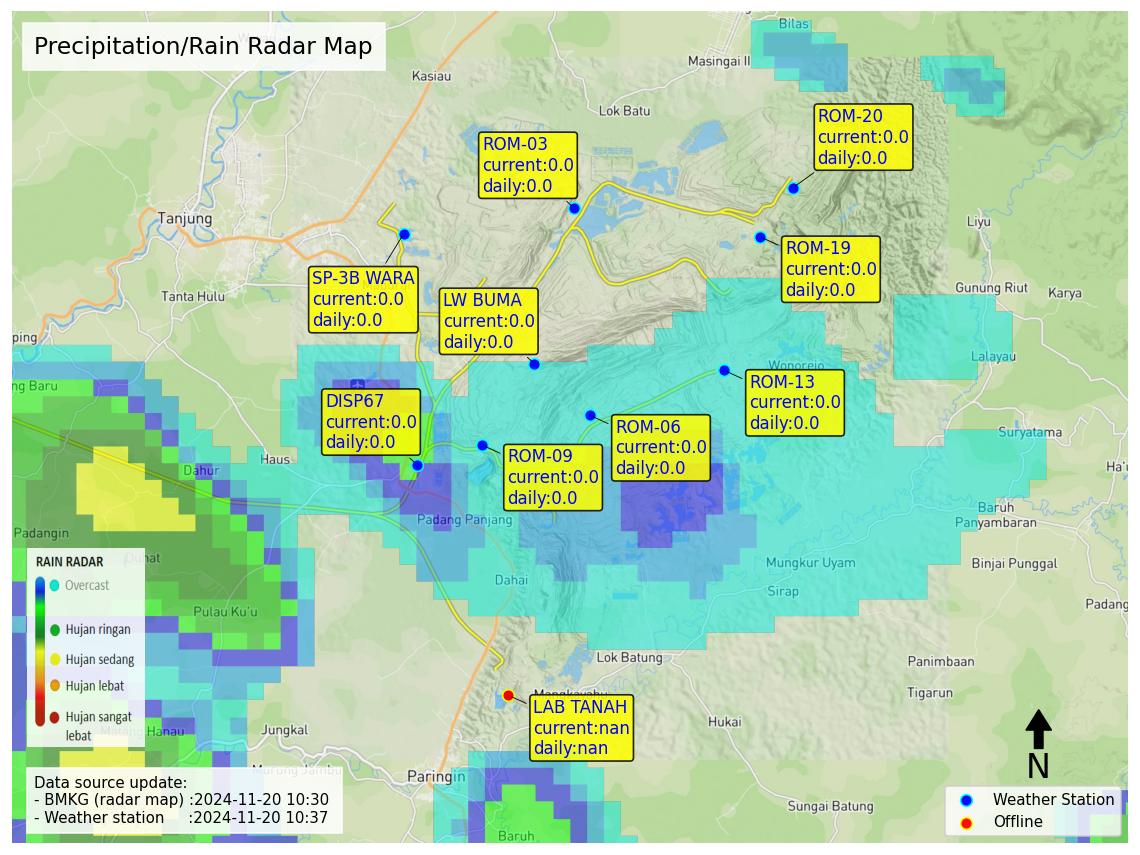 Precipitation/Rain Radar Map
Bilas
Masingai II
Kasiau
Lok Batu
ROM-20
current:0.0
daily:0.0
ROM-03
current:0.0
daily:0.0
Tanjung
Liyu
ROM-19
current:0.0
daily:0.0
SP-3B WARA
current:0.0
daily:0.0
Tanta Hulu
LW BUMA
current:0.0
daily:0.0
Gunung Riut
Karya
ping
Lalayau
Wonorejo
ng Baru
ROM-13
current:0.0
daily:0.0
DISP67
current:0.0
daily:0.0
ROM-06
current:0.0
daily:0.0
Suryatama
ROM-09
current:0.0
daily:0.0
Haus
Dahur
Ha'u
Baruh
Panyambaran
Padang Panjang
Padangin
RAIN RADAR
Overcast
Hujan ringan
Hujan sedang
Hujan lebat
Hujan sangat
lebat
Mungkur Uyam
Binjai Punggal
Dahai
Sirap
Padang
Pulau Ku'u
Lok Batung
Panimbaan
Tigarun
LAB TANAH
current:nan
daily:nan
Hukai
Jungkal
N
Paringin
Sungai Batung
Baruh
Data source update:
- BMKG (radar map) :2024-11-20 10:30
- Weather station :2024-11-20 10:37
Weather Station
Offline